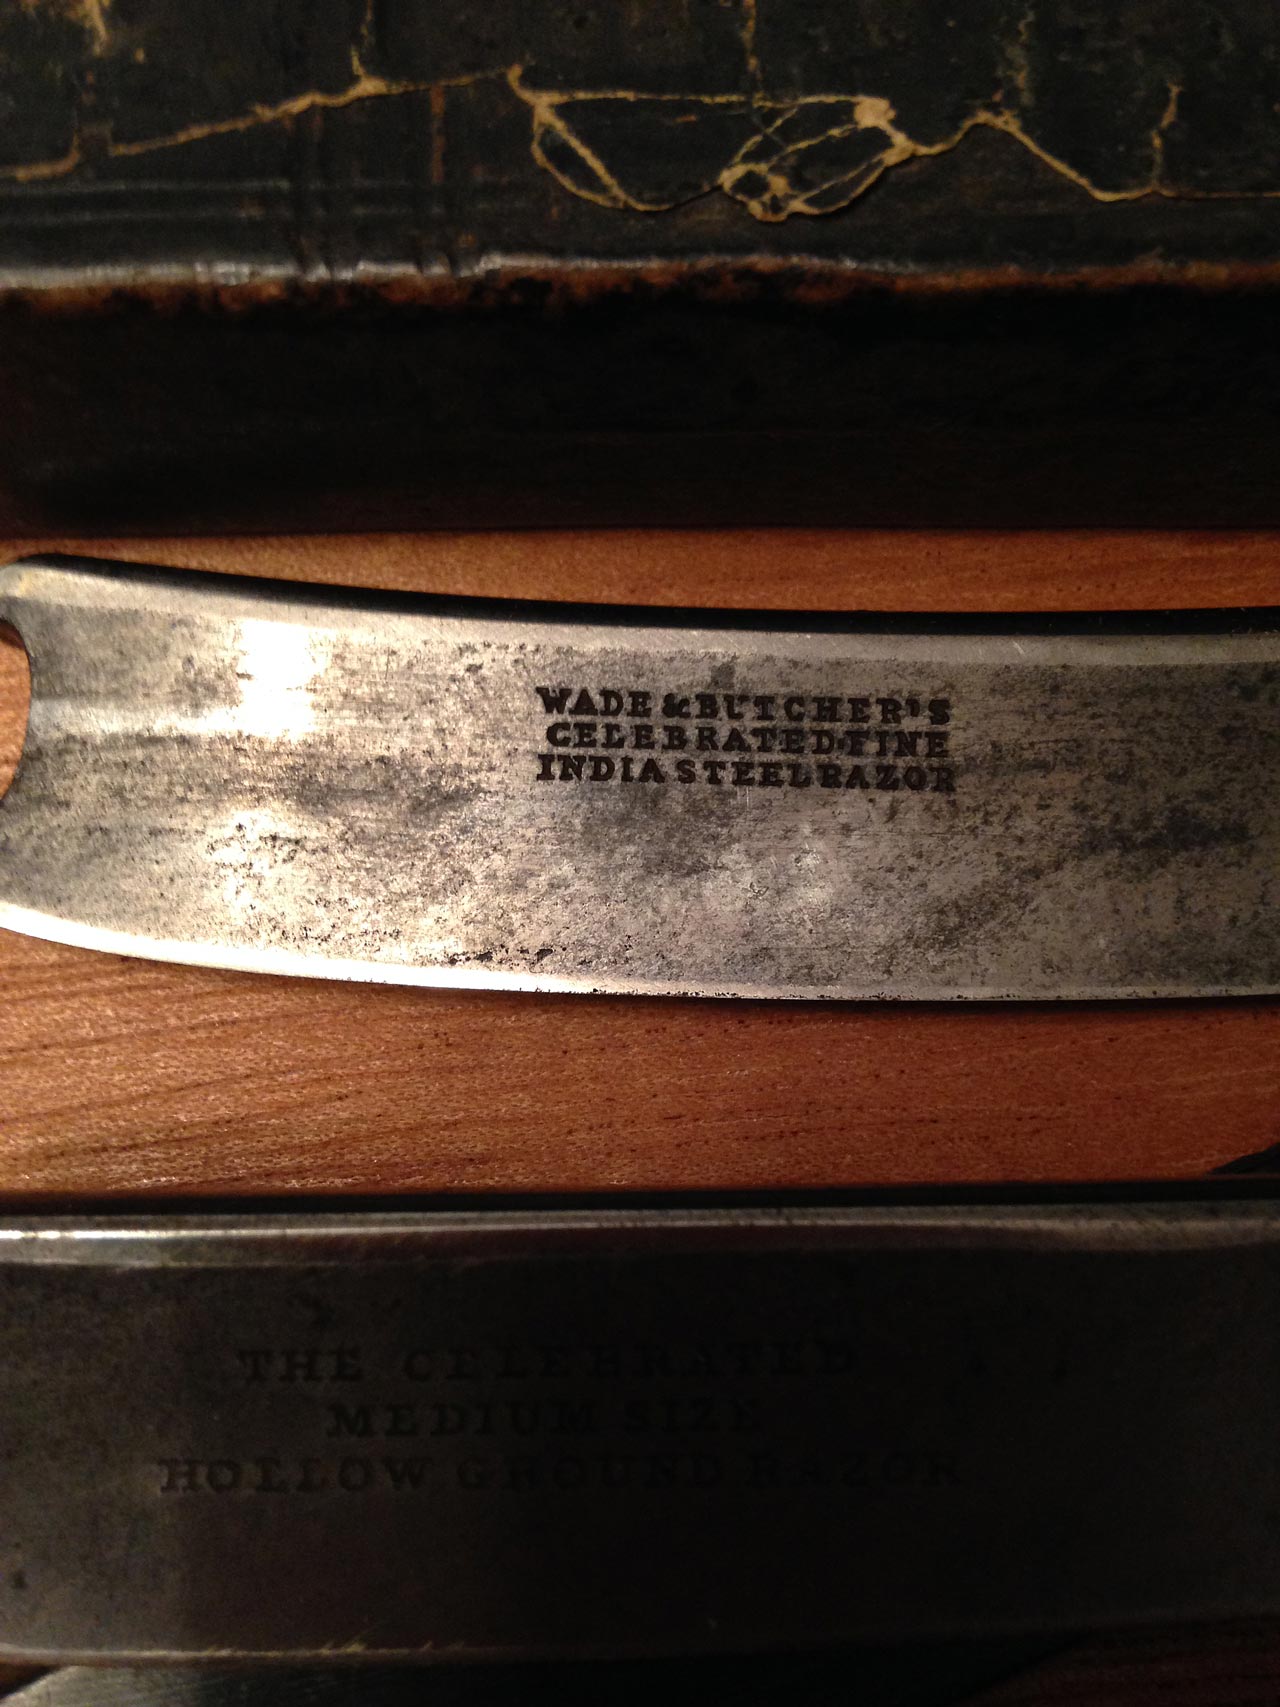 WADE & BUTCHER'S
CELEBRATED FINE
INDIA STEEL RAZOR
THE CELEBRATED
MEDIUM SIZE
HOLLOW GROUND RAZOR